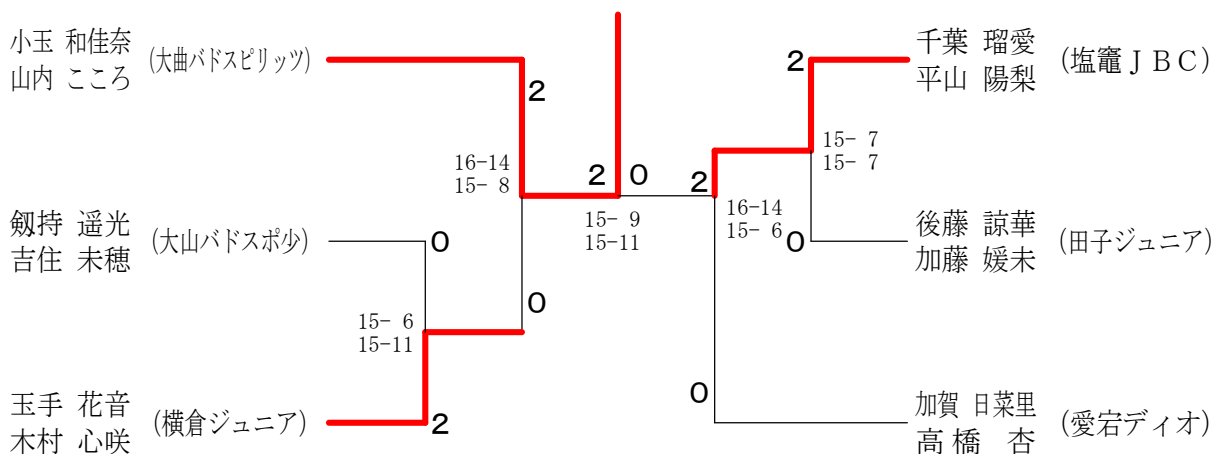 小玉 和佳奈
山内 こころ
(大曲バドスピリッツ)
2
16-14
15- 8
剱持 遥光
吉住 未穂
(大山バドスポ少)
0
0
15- 6
15-11
玉手 花音
木村 心咲
(横倉ジュニア)
2
2 0
15- 9
15-11
千葉 瑠愛
平山 陽梨
(塩竈ＪＢＣ)
2
15- 7
15- 7
2
16-14
15- 6
0
後藤 諒華
加藤 媛未
(田子ジュニア)
0
加賀 日菜里
高橋 杏
(愛宕ディオ)